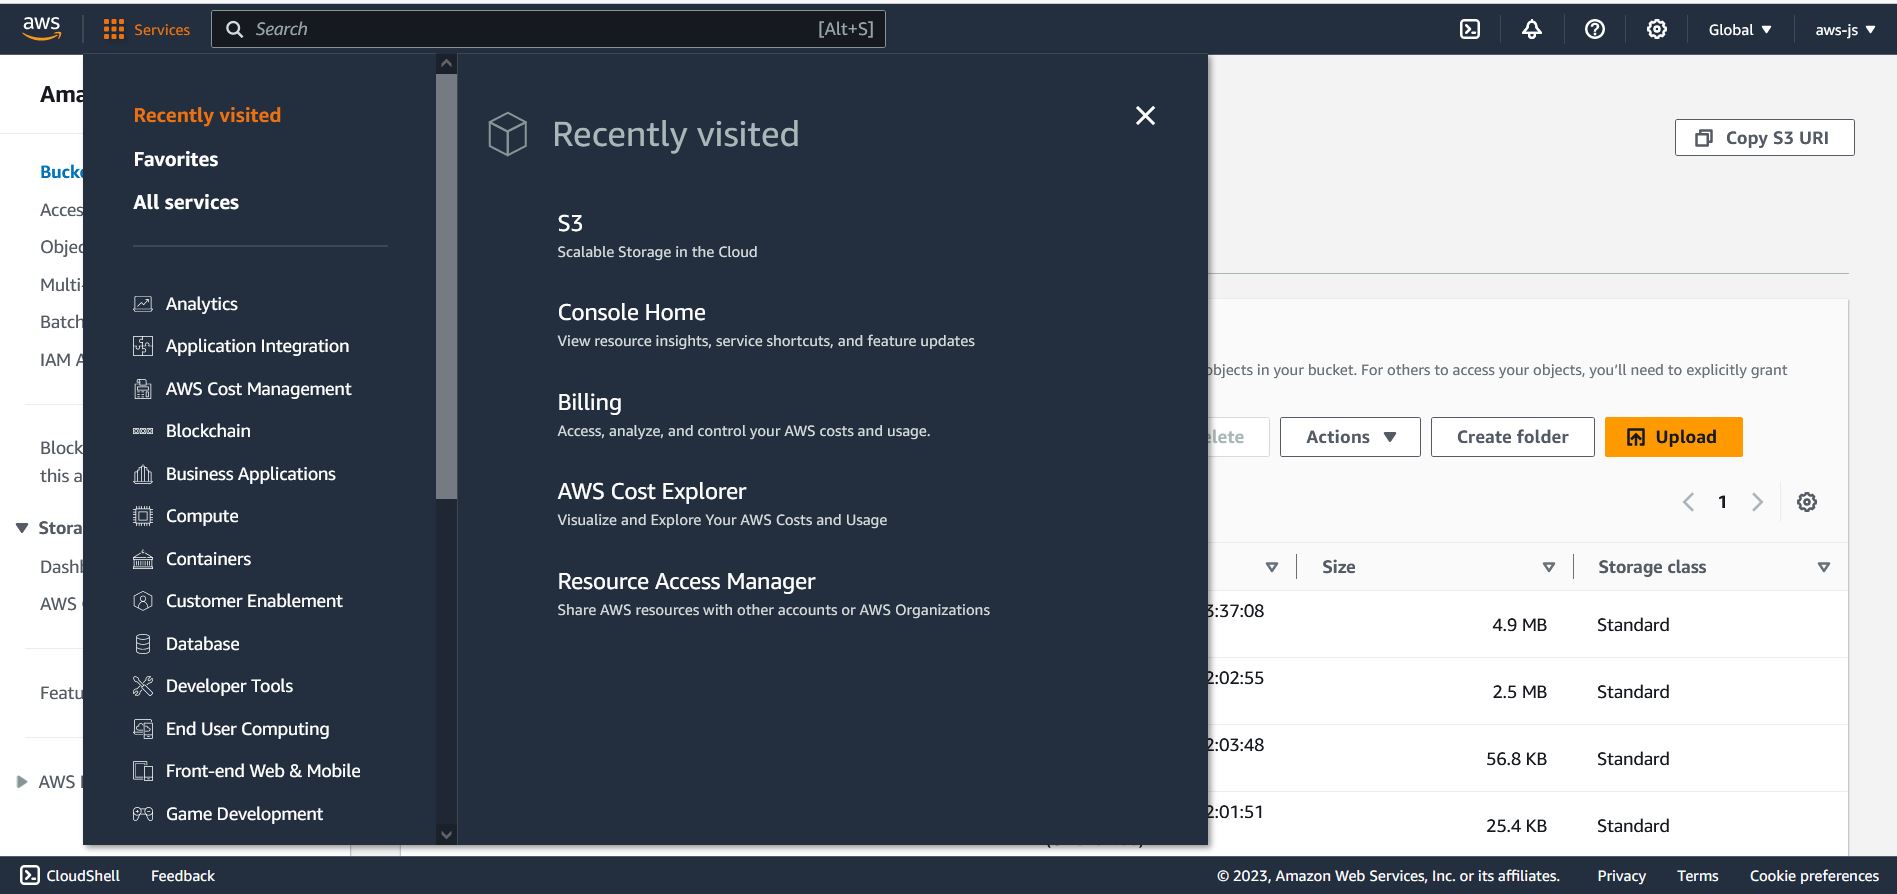 aws
Services
Search
[Alt+S]
Global
aws-js
Recently visited
Favorites
All services
Analytics
Application Integration
AWS Cost Management
Blockchain
Business Applications
Compute
Containers
Customer Enablement
Database
Developer Tools
End User Computing
Front-end Web & Mobile
Game Development
Recently visited
S3
Scalable Storage in the Cloud
Console Home
View resource insights, service shortcuts, and feature updates
Billing
Access, analyze, and control your AWS costs and usage.
AWS Cost Explorer
Visualize and Explore Your AWS Costs and Usage
Resource Access Manager
Share AWS resources with other accounts or AWS Organizations
Ama
Bucke
Acces
Objec
Multi-
Batch
IAM A
Block
this a
Stora
Dash
AWS
Featu
AWS
Copy S3 URI
objects in your bucket. For others to access your objects, you'll need to explicitly grant
elete
Actions
Create folder
Upload
1
Size
Storage class
3:37:08
4.9 MB
Standard
2:02:55
2.5 MB
Standard
2:03:48
56.8 KB
Standard
2:01:51
25.4 KB
Standard
CloudShell
Feedback
© 2023, Amazon Web Services, Inc. or its affiliates.
Privacy
Terms
Cookie preferences